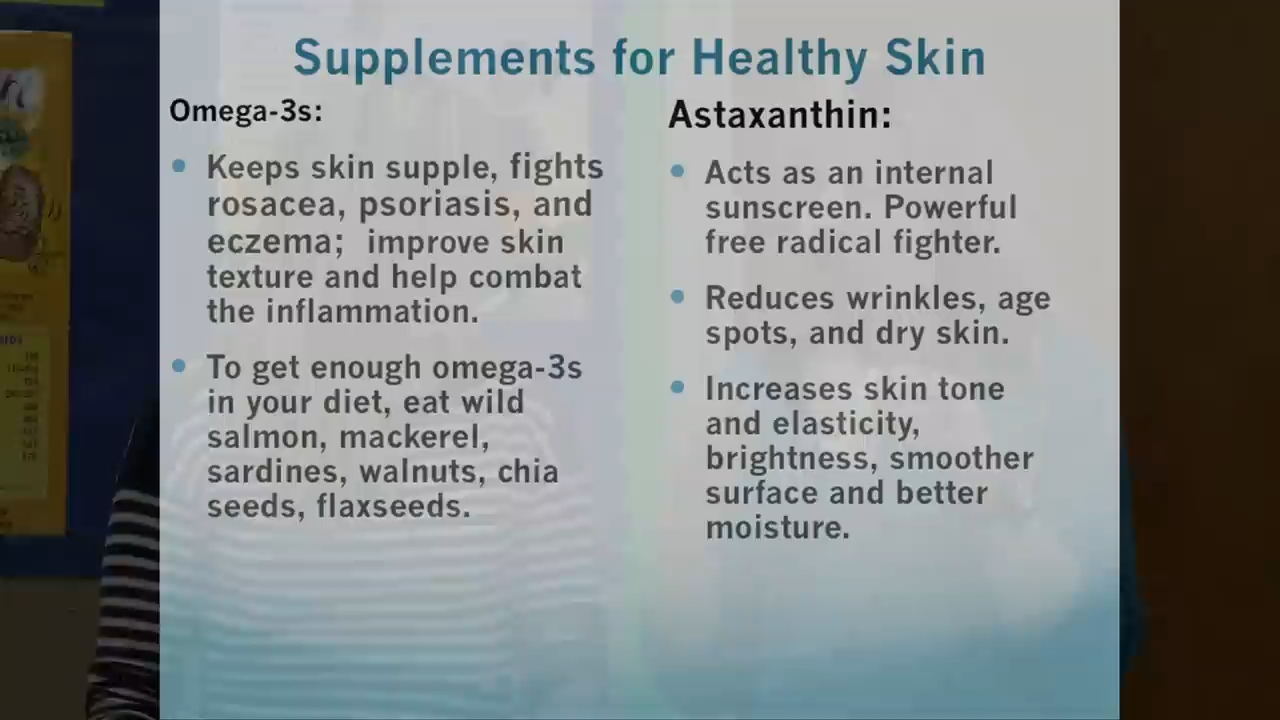 Supplements for Healthy Skin
Omega-3s:
• Keeps skin supple, fights
rosacea, psoriasis, and
eczema;  improve skin
texture and help combat
the inflammation.
• To get enough omega-3s
in your diet, eat wild
salmon, mackerel,
sardines, walnuts, chia
seeds, flaxseeds.
Astaxanthin:
• Acts as an internal
sunscreen. Powerful
free radical fighter.
• Reduces wrinkles, age
spots, and dry skin.
• Increases skin tone
and elasticity,
brightness, smoother
surface and better
moisture.